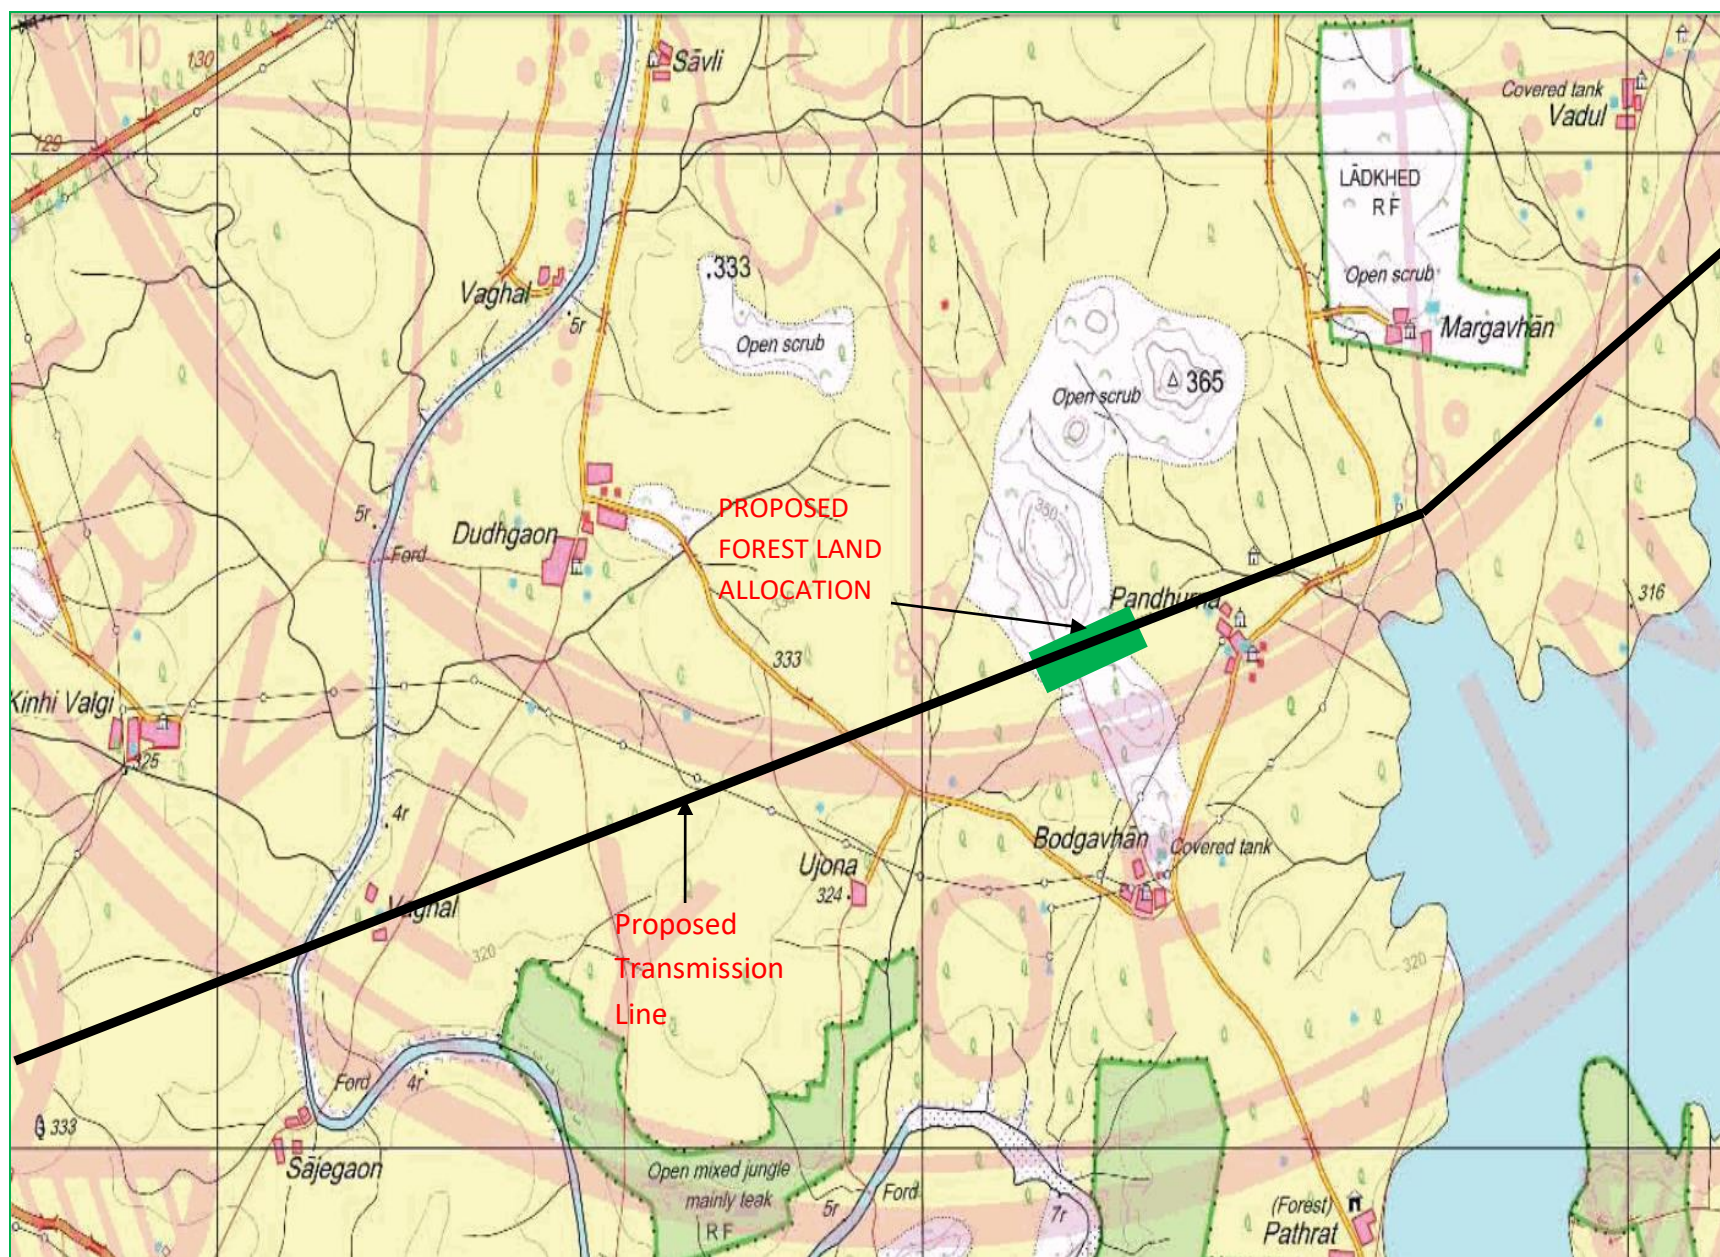 10
130
Sāvli
Covered tank
Vadul
129
LĀDKHED
R F
.333
Open scrub
Vaghal
5r
Open scrub
Margavhān
365
Open scrub
360
PROPOSED
FOREST LAND
ALLOCATION
5r
Dudhgaon
Ford
Pandhurna
316
333
Kinhi Valgi
325
4r
Bodgavhān
Covered tank
Ujona
324
Vaghal
Proposed
Transmission
Line
320
320
Ford
4r
333
Sājegaon
Open mixed jungle
mainly teak
R F
5r
Ford
7r
(Forest)
Pathrat